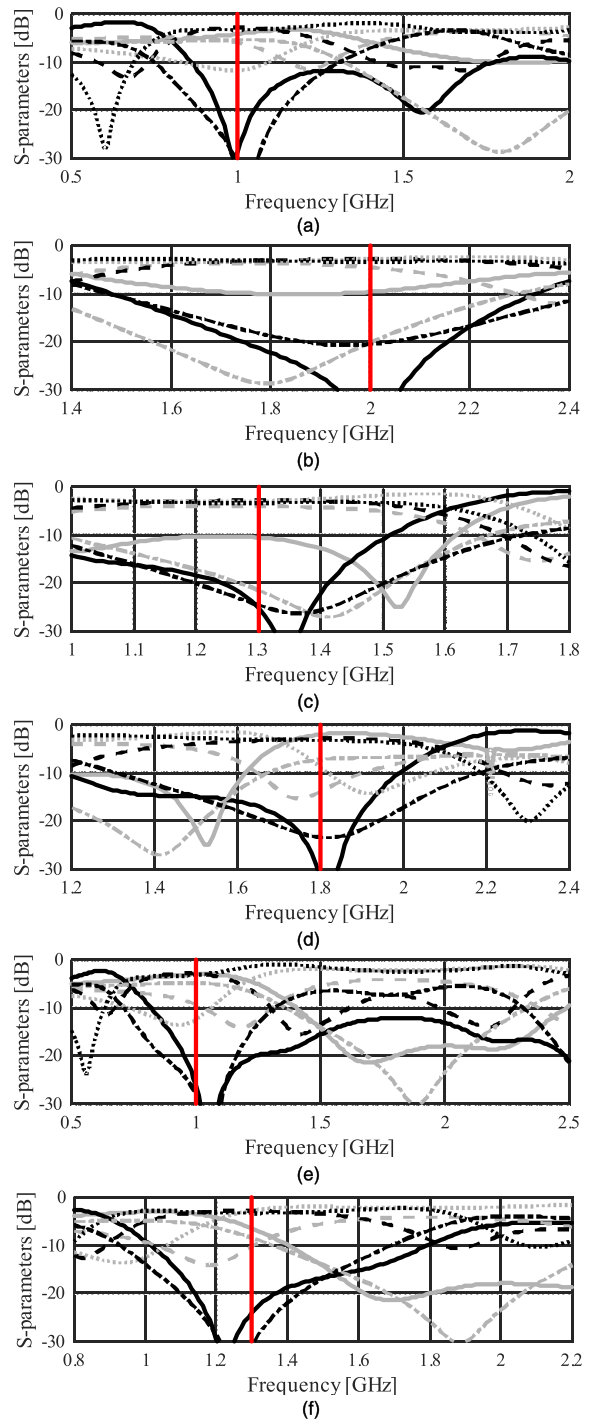 S-parameters [dB]
0
-10
-20
-30
0.5 1 1.5 2
Frequency [GHz]
(a)
S-parameters [dB]
0
-10
-20
-30
1.4 1.6 1.8 2 2.2 2.4
Frequency [GHz]
(b)
S-parameters [dB]
0
-10
-20
-30
1 1.1 1.2 1.3 1.4 1.5 1.6 1.7 1.8
Frequency [GHz]
(c)
S-parameters [dB]
0
-10
-20
-30
1.2 1.4 1.6 1.8 2 2.2 2.4
Frequency [GHz]
(d)
S-parameters [dB]
0
-10
-20
-30
0.5 1 1.5 2 2.5
Frequency [GHz]
(e)
S-parameters [dB]
0
-10
-20
-30
0.8 1 1.2 1.4 1.6 1.8 2 2.2
Frequency [GHz]
(f)